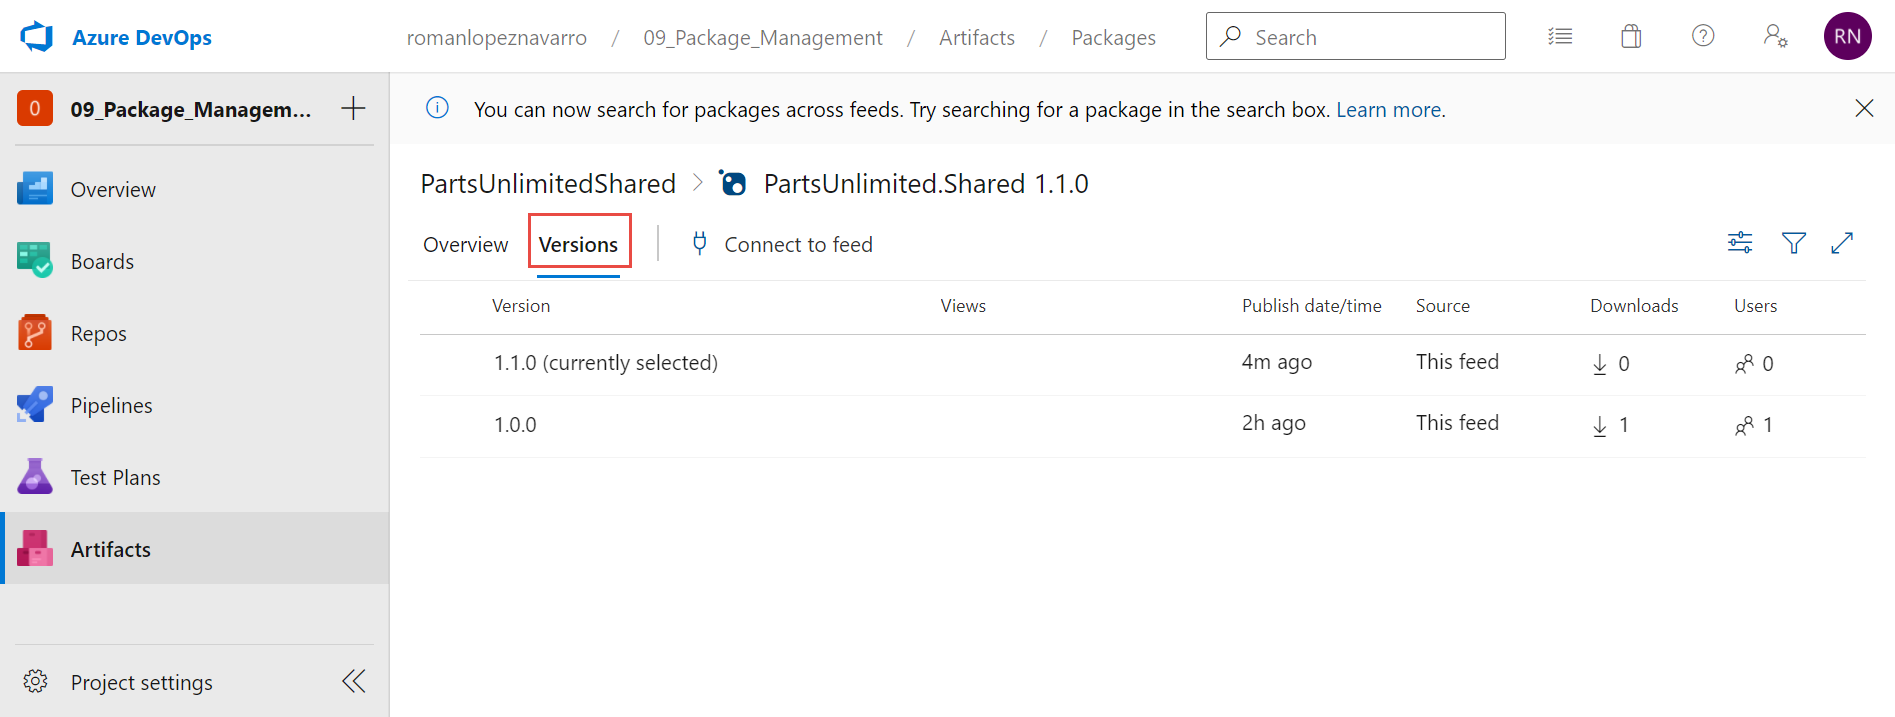 Azure DevOps
romanlopeznavarro / 09_Package_Management / Artifacts / Packages
Search
RN
0 09_Package_Managem...
You can now search for packages across feeds. Try searching for a package in the search box. Learn more.
Overview
Boards
Repos
Pipelines
Test Plans
Artifacts
Project settings
PartsUnlimitedShared > PartsUnlimited.Shared 1.1.0
Overview Versions Connect to feed
Version Views Publish date/time Source Downloads Users
1.1.0 (currently selected) 4m ago This feed 0 0
1.0.0 2h ago This feed 1 1